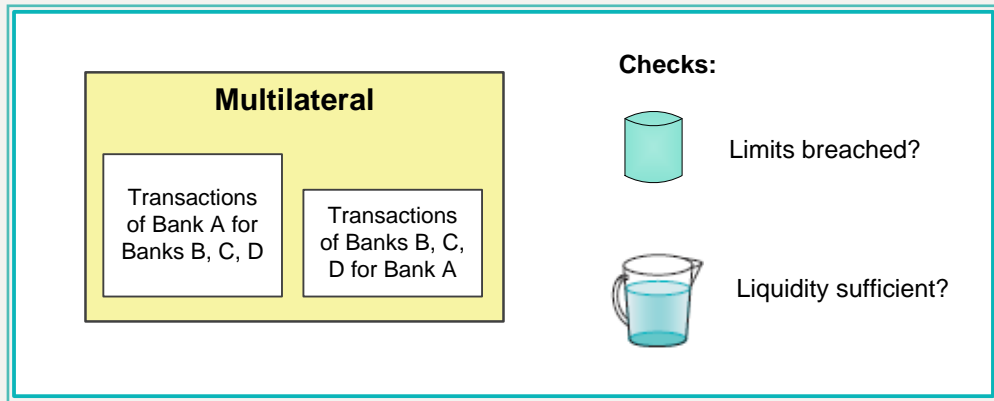 Multilateral
Transactions
of Bank A for
Banks B, C, D
Transactions
of Banks B, C,
D for Bank A
Checks:
Limits breached?
Liquidity sufficient?